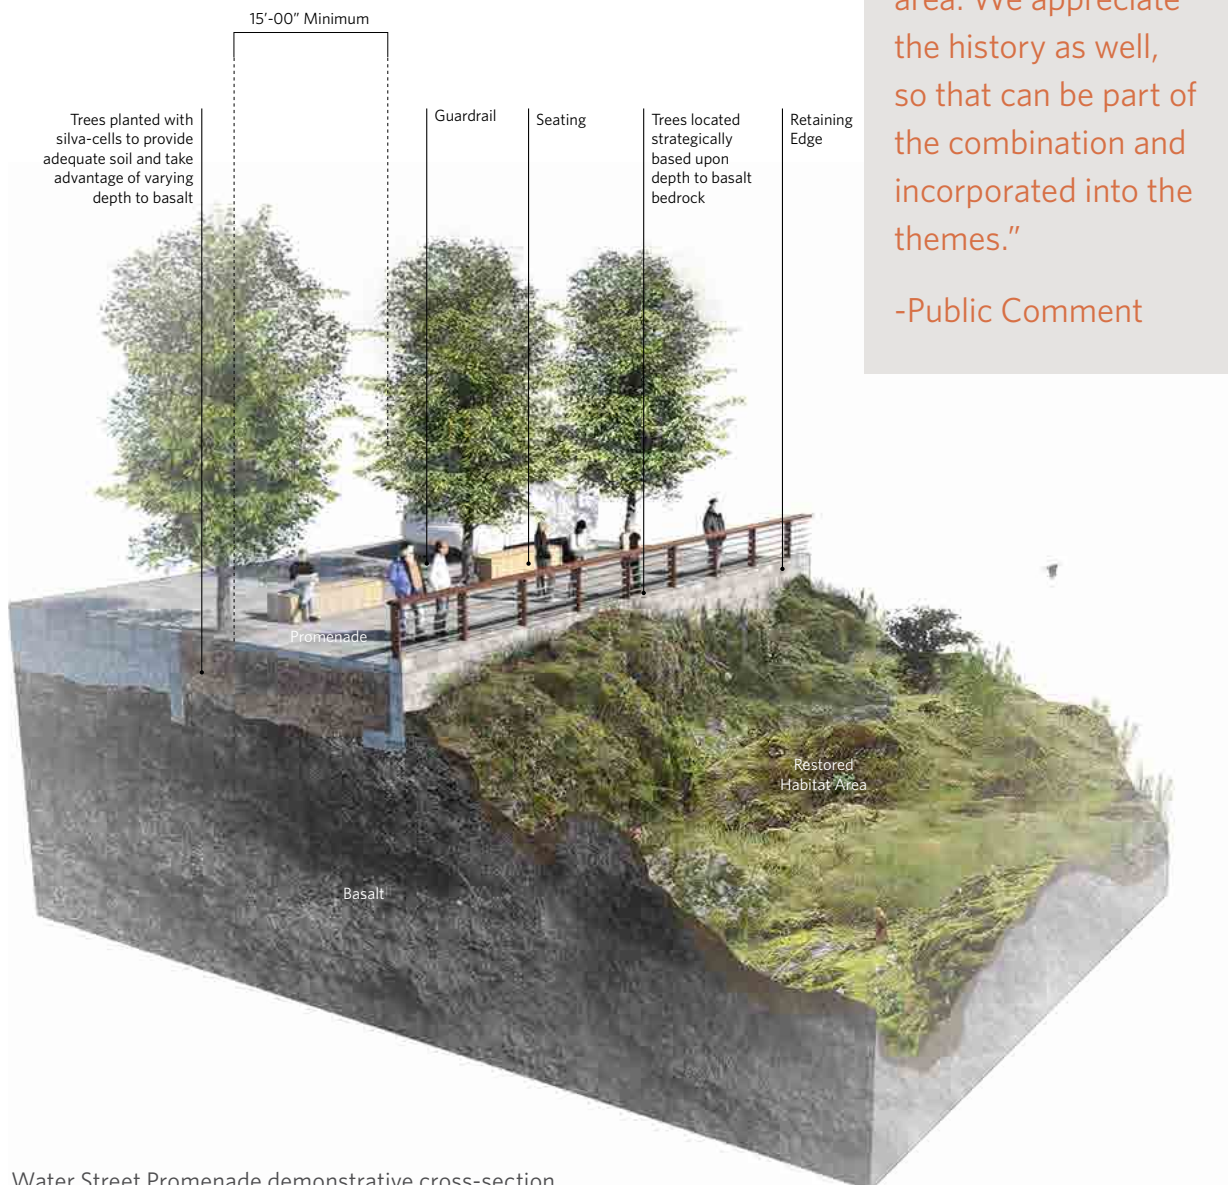 15'-00" Minimum
Trees planted with
silva-cells to provide
adequate soil and take
advantage of varying
depth to basalt
Guardrail
Seating
Trees located
strategically
based upon
depth to basalt
bedrock
Retaining
Edge
area. We appreciate
the history as well,
so that can be part of
the combination and
incorporated into the
themes.”
-Public Comment
Promenade
Restored
Habitat Area
Basalt
Water Street Promenade demonstrative cross-section